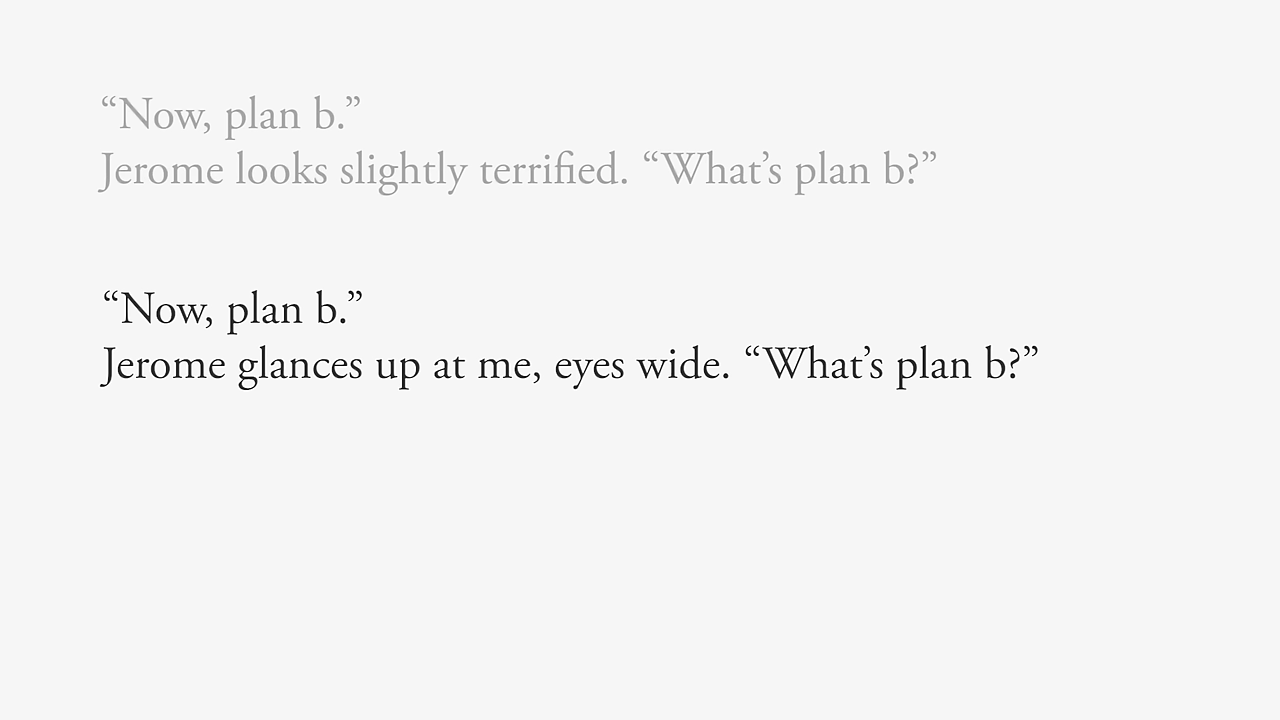 “Now, plan b.”
Jerome looks slightly terrified. “What’s plan b?”
“Now, plan b.”
Jerome glances up at me, eyes wide. “What’s plan b?”